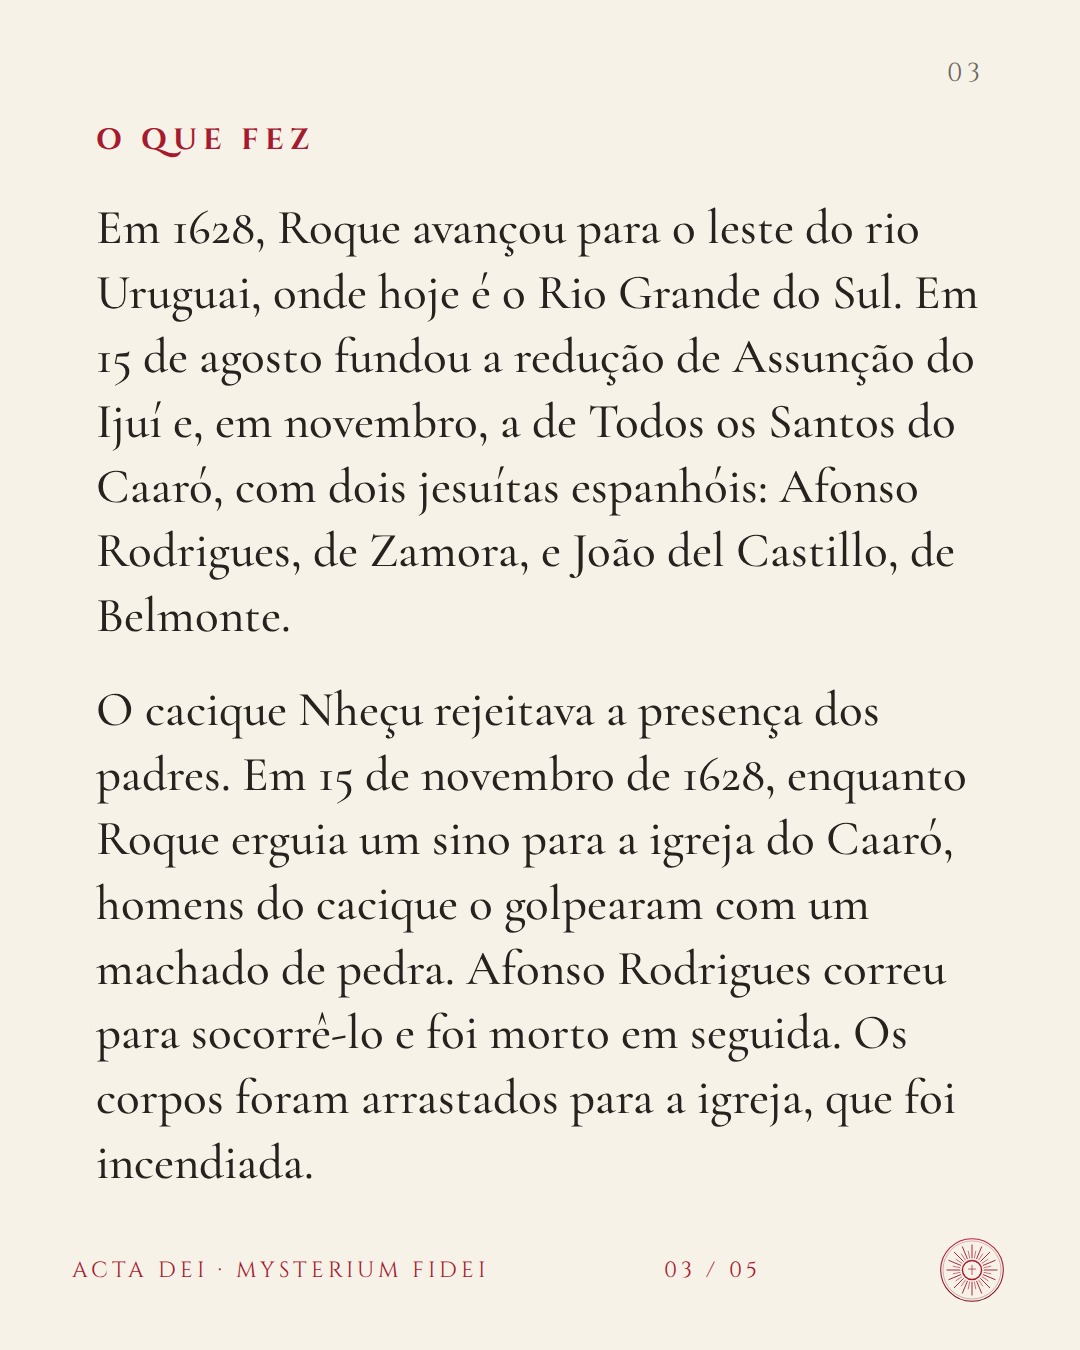 03
O QUE FEZ
Em 1628, Roque avançou para o leste do rio
Uruguai, onde hoje é o Rio Grande do Sul. Em
15 de agosto fundou a redução de Assunção do
Ijuí e, em novembro, a de Todos os Santos do
Caaró, com dois jesuítas espanhóis: Afonso
Rodrigues, de Zamora, e João del Castillo, de
Belmonte.
O cacique Nheçu rejeitava a presença dos
padres. Em 15 de novembro de 1628, enquanto
Roque erguia um sino para a igreja do Caaró,
homens do cacique o golpearam com um
machado de pedra. Afonso Rodrigues correu
para socorrê-lo e foi morto em seguida. Os
corpos foram arrastados para a igreja, que foi
incendiada.
ACTA DEI · MYSTERIUM FIDEI
03 / 05